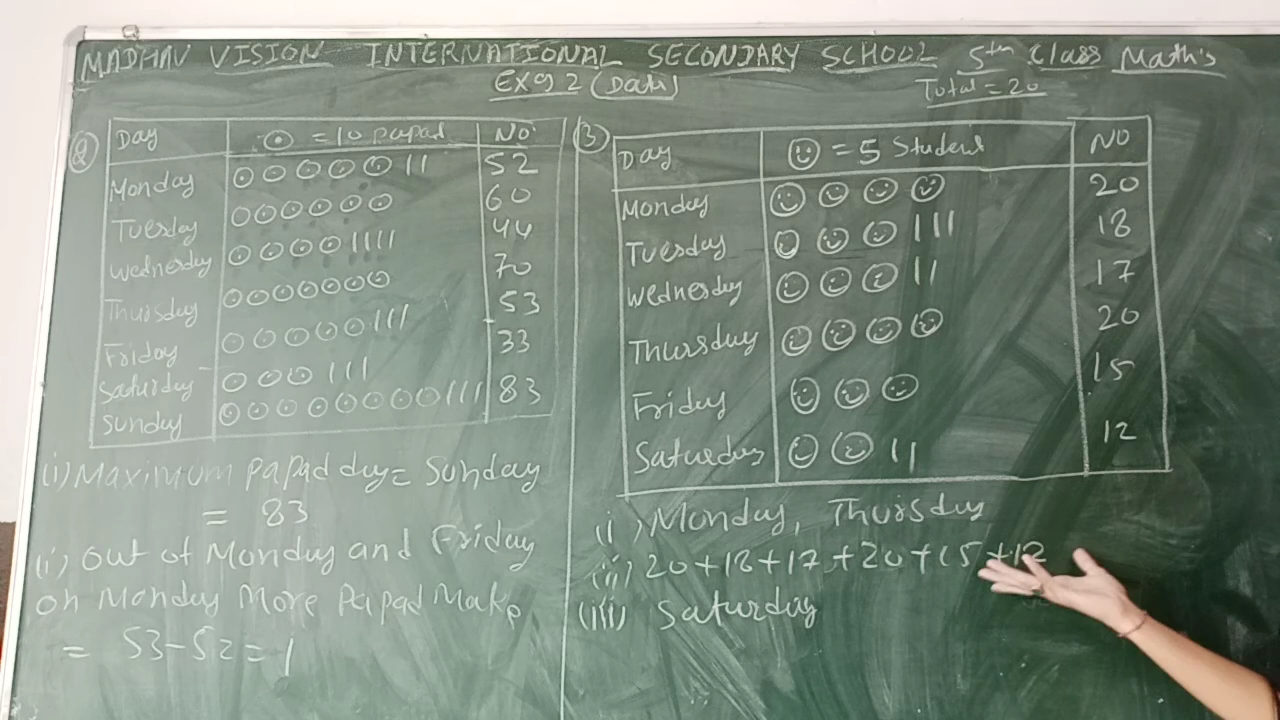 MADHAV VISION INTERNATIONAL SECONDARY SCHOOL 5th Class Math's
Ex 9.2 (Data)
Total = 20
2
Day = 10 Papad No
Monday 52
Tuesday 60
Wednesday 44
Thursday 70
Friday 53
Saturday 33
Sunday 83
(i) Maximum Papad day = Sunday
= 83
(i) Out of Monday and Friday
on Monday More Papad Make
= 53-52 = 1
3
Day = 5 Student NO
Monday 20
Tuesday 18
Wednesday 17
Thursday 20
Friday 15
Saturday 12
(i) Monday, Thursday
(ii) 20+18+17+20+15+12
(iii) Saturday